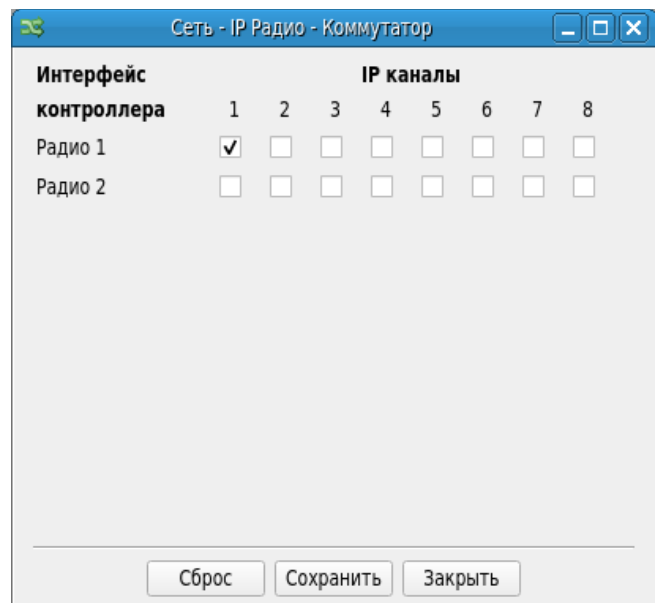 Сеть - IP Радио - Коммутатор
Интерфейс IP каналы
контроллера 1 2 3 4 5 6 7 8
Радио 1
Радио 2
Сброс Сохранить Закрыть